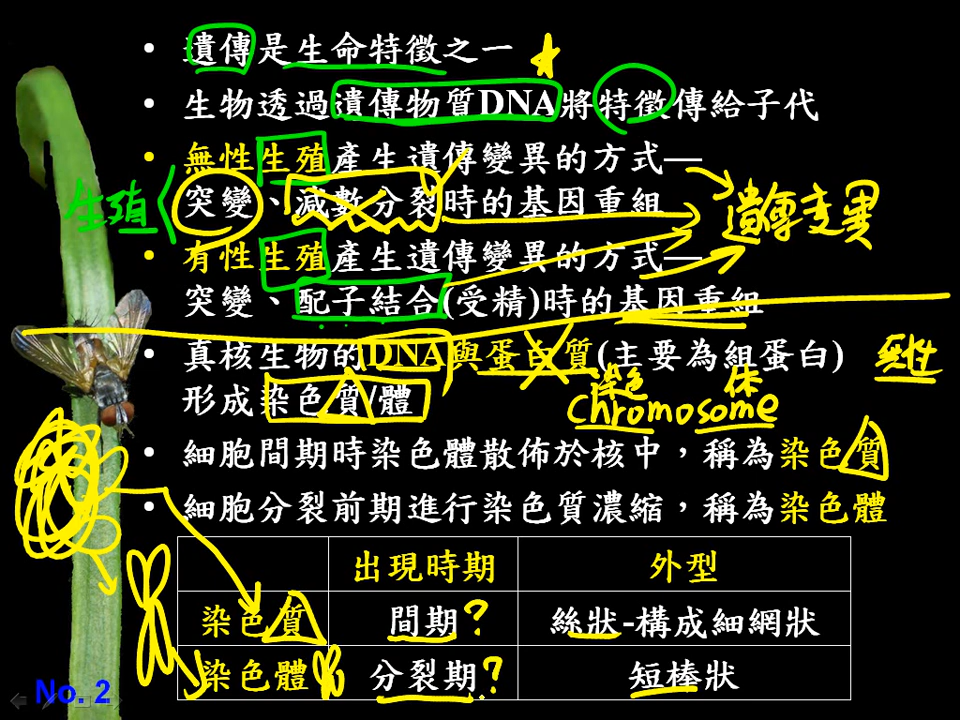 • 遺傳是生命特徵之一
• 生物透過遺傳物質DNA將特徵傳給子代
• 無性生殖產生遺傳變異的方式—
突變、減數分裂時的基因重組
生殖
遺傳變異
• 有性生殖產生遺傳變異的方式—
突變、配子結合(受精)時的基因重組
• 真核生物的DNA與蛋白質(主要為組蛋白)
形成染色質/體
染色 体
chromosome
• 細胞間期時染色體散佈於核中，稱為染色質
• 細胞分裂前期進行染色質濃縮，稱為染色體
出現時期 外型
染色質 間期? 絲狀-構成細網狀
染色體 分裂期? 短棒狀
No. 2